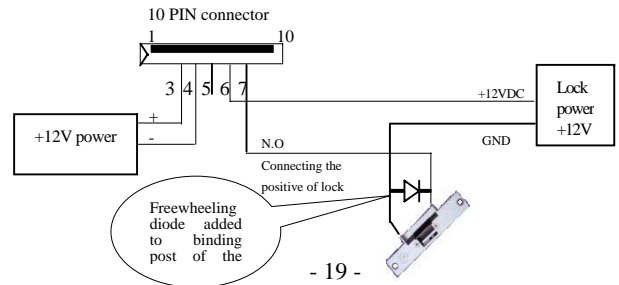 10 PIN connector
1 10
3 4 5 6 7
+12VDC
Lock
power
+12V
+
-
+12V power
N.O
GND
Connecting the
positive of lock
Freewheeling
diode added
to binding
post of the
- 19 -